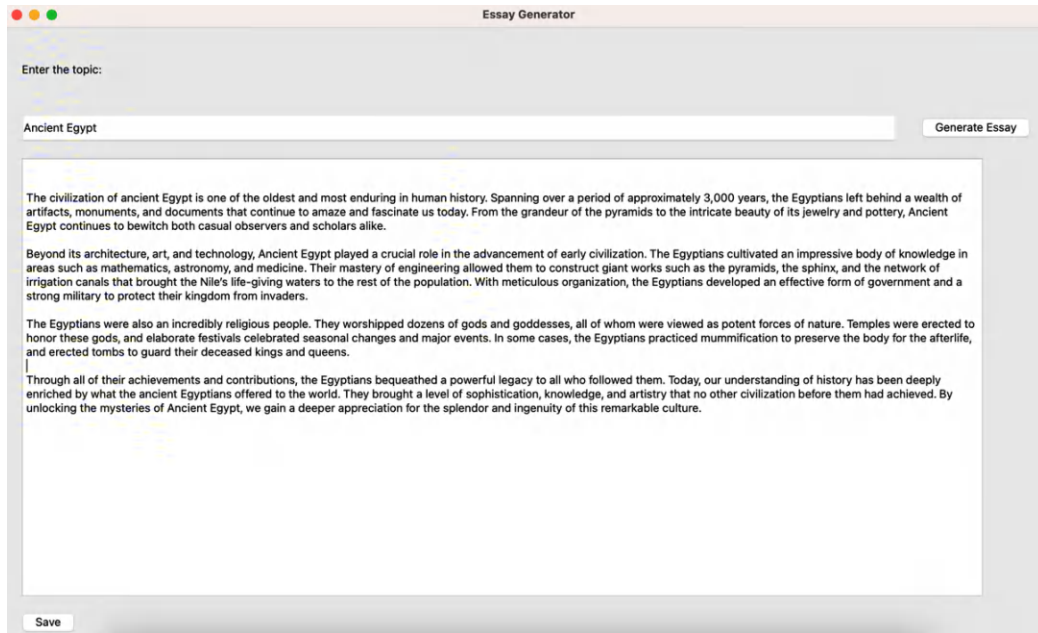 Essay Generator
Enter the topic:
Ancient Egypt
Generate Essay
The civilization of ancient Egypt is one of the oldest and most enduring in human history. Spanning over a period of approximately 3,000 years, the Egyptians left behind a wealth of
artifacts, monuments, and documents that continue to amaze and fascinate us today. From the grandeur of the pyramids to the intricate beauty of its jewelry and pottery, Ancient
Egypt continues to bewitch both casual observers and scholars alike.
Beyond its architecture, art, and technology, Ancient Egypt played a crucial role in the advancement of early civilization. The Egyptians cultivated an impressive body of knowledge in
areas such as mathematics, astronomy, and medicine. Their mastery of engineering allowed them to construct giant works such as the pyramids, the sphinx, and the network of
irrigation canals that brought the Nile's life-giving waters to the rest of the population. With meticulous organization, the Egyptians developed an effective form of government and a
strong military to protect their kingdom from invaders.
The Egyptians were also an incredibly religious people. They worshipped dozens of gods and goddesses, all of whom were viewed as potent forces of nature. Temples were erected to
honor these gods, and elaborate festivals celebrated seasonal changes and major events. In some cases, the Egyptians practiced mummification to preserve the body for the afterlife,
and erected tombs to guard their deceased kings and queens.
Through all of their achievements and contributions, the Egyptians bequeathed a powerful legacy to all who followed them. Today, our understanding of history has been deeply
enriched by what the ancient Egyptians offered to the world. They brought a level of sophistication, knowledge, and artistry that no other civilization before them had achieved. By
unlocking the mysteries of Ancient Egypt, we gain a deeper appreciation for the splendor and ingenuity of this remarkable culture.
Save